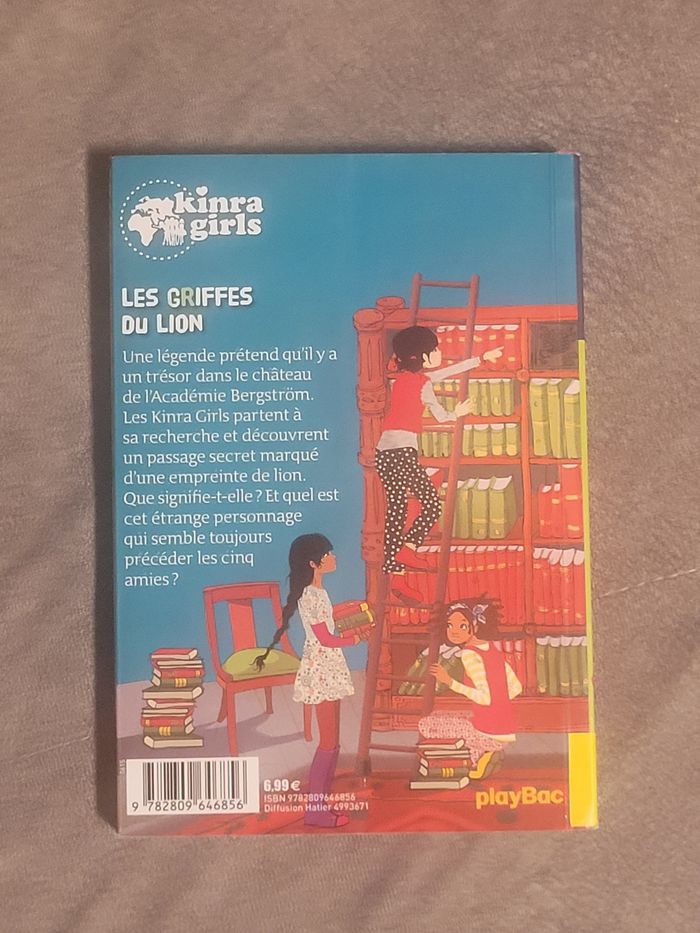 kinra
girls
LES GRIFFES
DU LION
Une légende prétend qu'il y a
un trésor dans le château
de l'Académie Bergström.
Les Kinra Girls partent à
sa recherche et découvrent
un passage secret marqué
d'une empreinte de lion.
Que signifie-t-elle ? Et quel est
cet étrange personnage
qui semble toujours
précéder les cinq
amies ?
6,99 €
ISBN 9782809646856
Diffusion Hatier 4993671
9 782809 646856
playBac